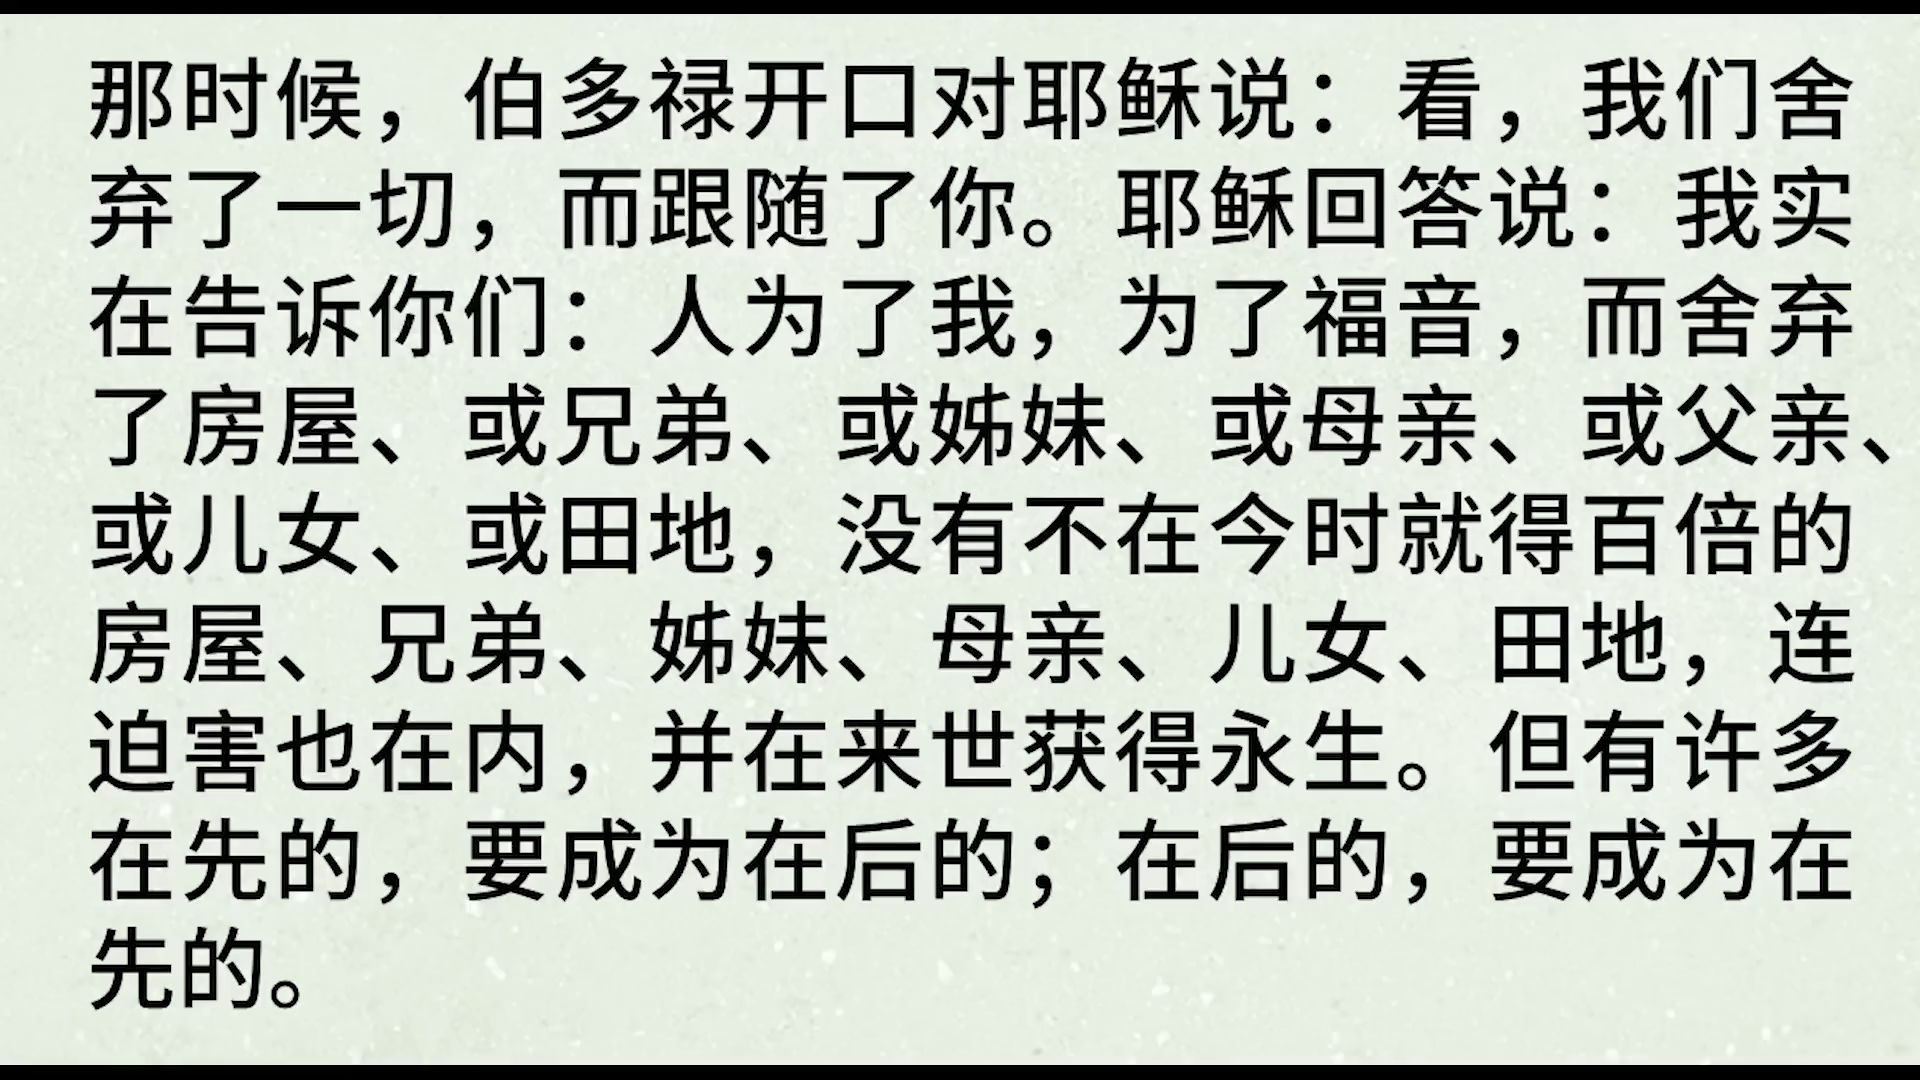 那时候，伯多禄开口对耶稣说：看，我们舍
弃了一切，而跟随了你。耶稣回答说：我实
在告诉你们：人为了我，为了福音，而舍弃
了房屋、或兄弟、或姊妹、或母亲、或父亲、
或儿女、或田地，没有不在今时就得百倍的
房屋、兄弟、姊妹、母亲、儿女、田地，连
迫害也在内，并在来世获得永生。但有许多
在先的，要成为在后的；在后的，要成为在
先的。